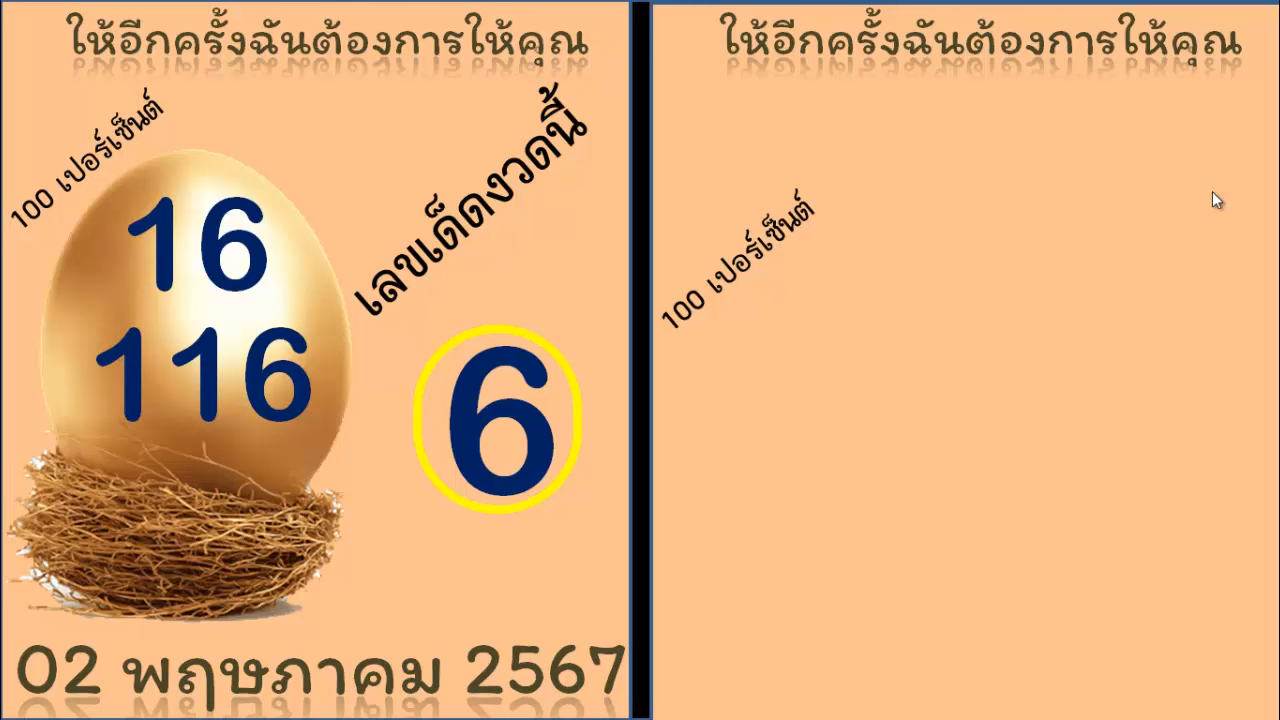 ให้อีกครั้งฉันต้องการให้คุณ
100 เปอร์เซ็นต์
เลขเด็ดงวดนี้
16
116
6
02 พฤษภาคม 2567
ให้อีกครั้งฉันต้องการให้คุณ
100 เปอร์เซ็นต์